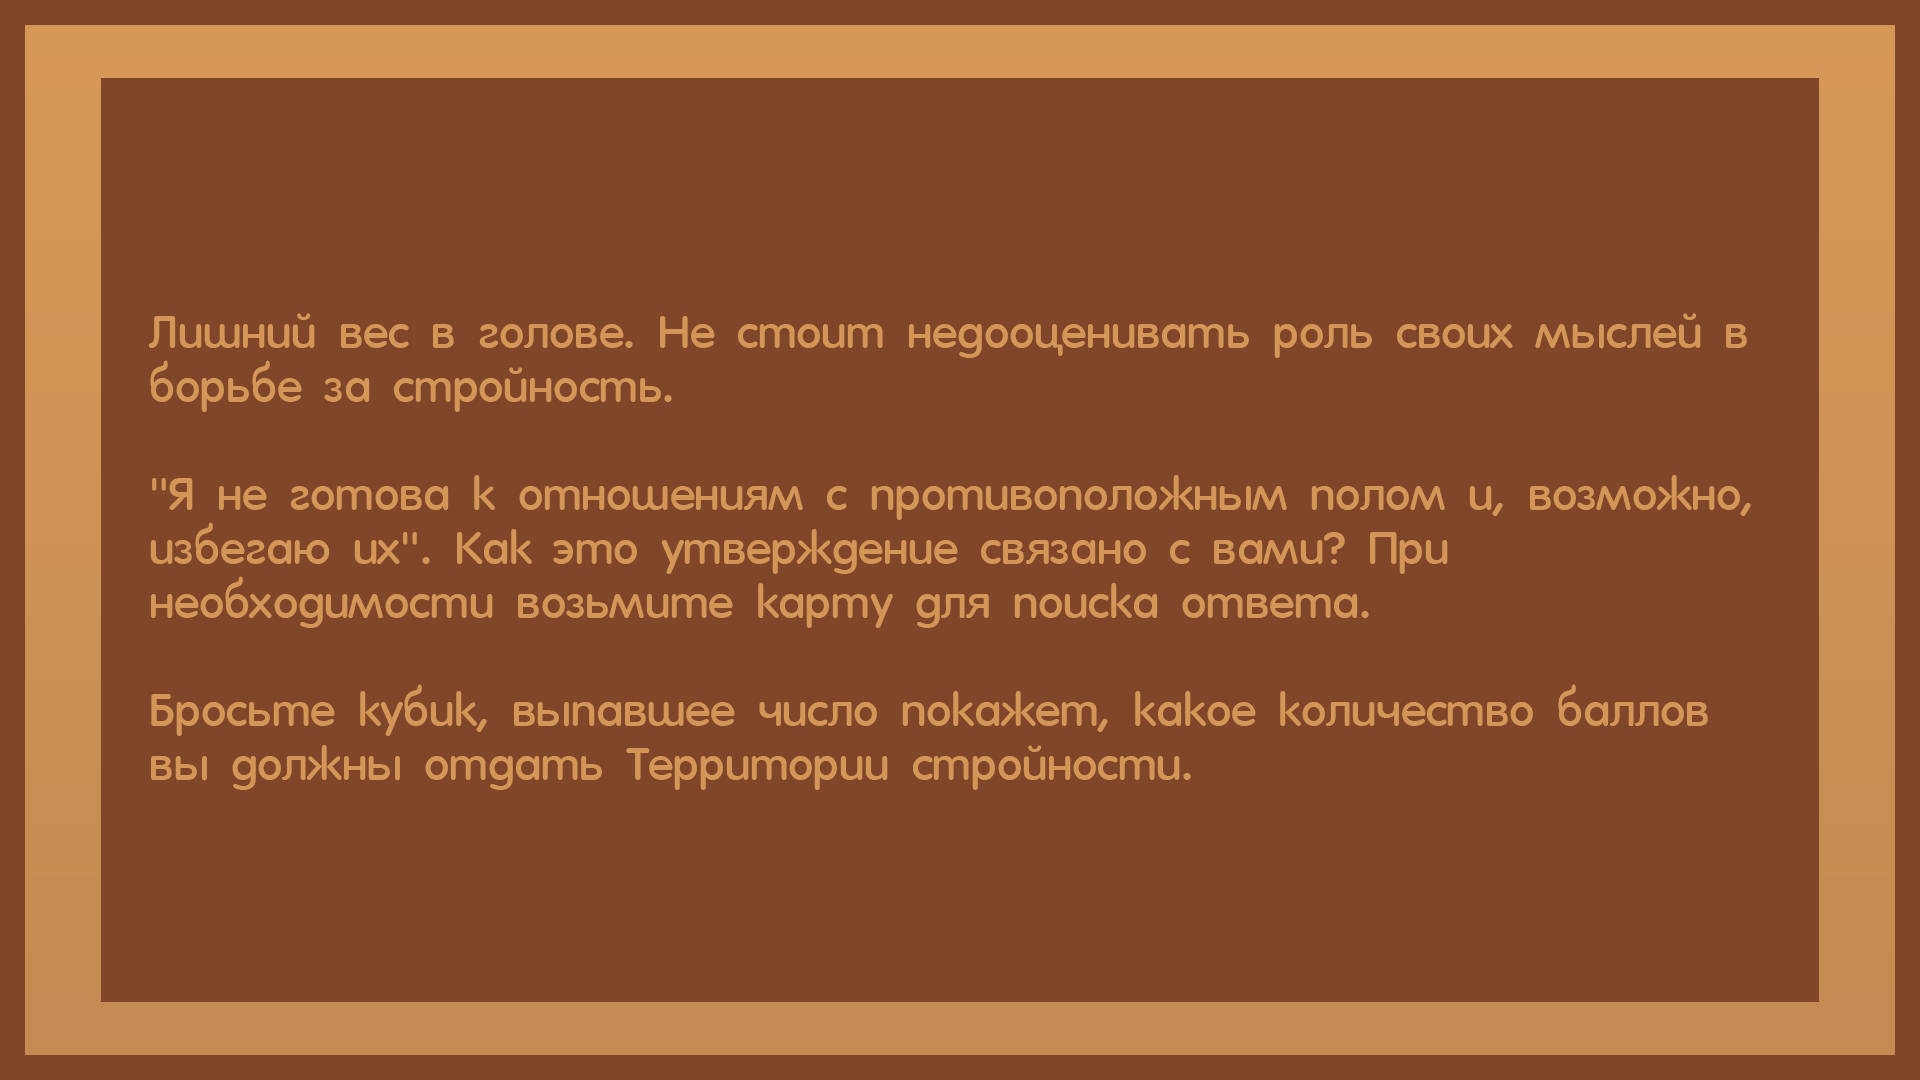 Лишний вес в голове. Не стоит недооценивать роль своих мыслей в
борьбе за стройность.
"Я не готова к отношениям с противоположным полом и, возможно,
избегаю их". Как это утверждение связано с вами? При
необходимости возьмите карту для поиска ответа.
Бросьте кубик, выпавшее число покажет, какое количество баллов
вы должны отдать Территории стройности.